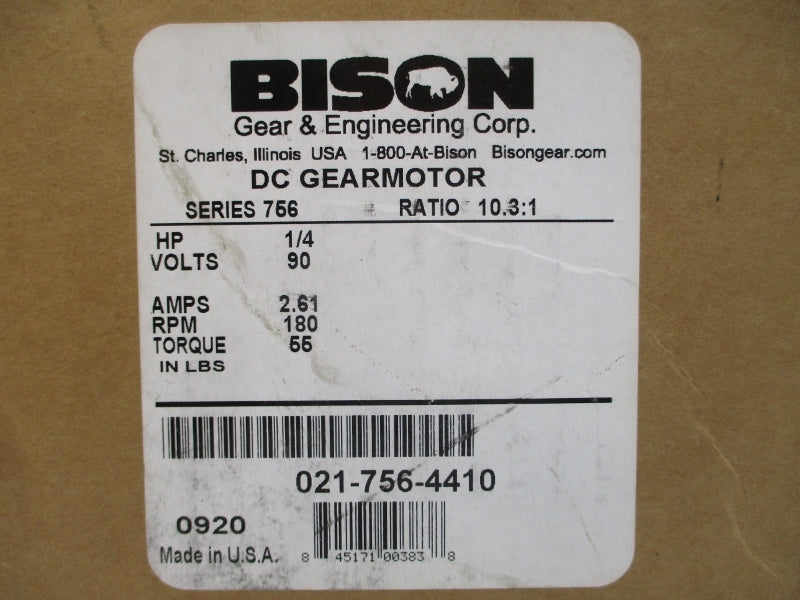 BISON
Gear & Engineering Corp.
St. Charles, Illinois USA 1-800-At-Bison Bisongear.com
DC GEARMOTOR
SERIES 756 RATIO 10.3:1
HP 1/4
VOLTS 90
AMPS 2.61
RPM 180
TORQUE 55
IN LBS
021-756-4410
0920
Made in U.S.A. 8 45171 00383 8